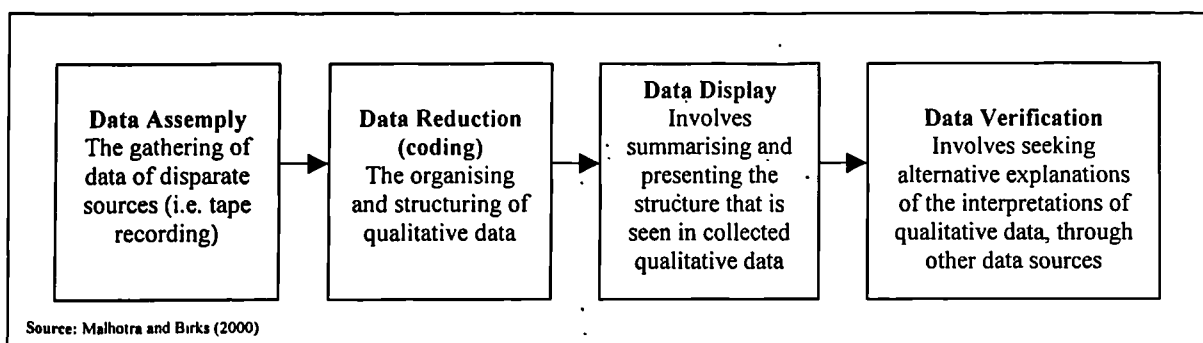 Data Assemply
The gathering of
data of disparate
sources (i.e. tape
recording)
Data Reduction
(coding)
The organising
and structuring of
qualitative data
Data Display
Involves
summarising and
presenting the
structure that is
seen in collected
qualitative data
Data Verification
Involves seeking
alternative explanations
of the interpretations of
qualitative data, through
other data sources
Source: Malhotra and Birks (2000)